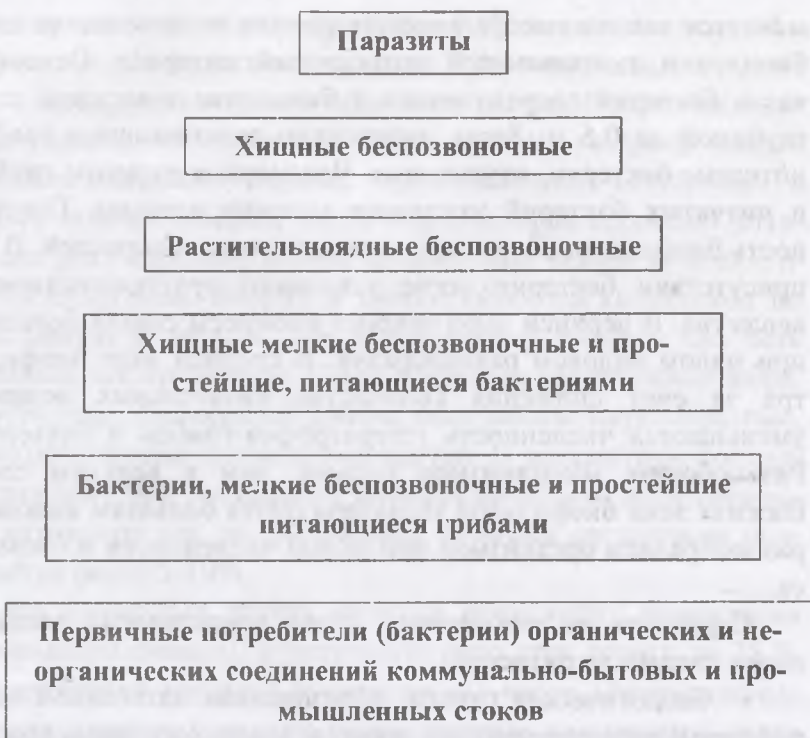 Паразиты
Хищные беспозвоночные
Растительноядные беспозвоночные
Хищные мелкие беспозвоночные и про-
стейшие, питающиеся бактериями
Бактерии, мелкие беспозвоночные и простейшие
питающиеся грибами
Первичные потребители (бактерии) органических и не-
органических соединений коммунально-бытовых и про-
мышленных стоков